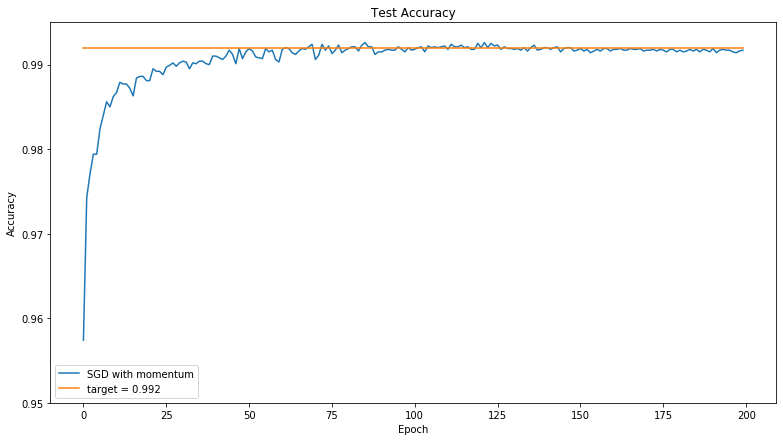 Test Accuracy
Accuracy
0.99
0.98
0.97
0.96
0.95
SGD with momentum
target = 0.992
0 25 50 75 100 125 150 175 200
Epoch